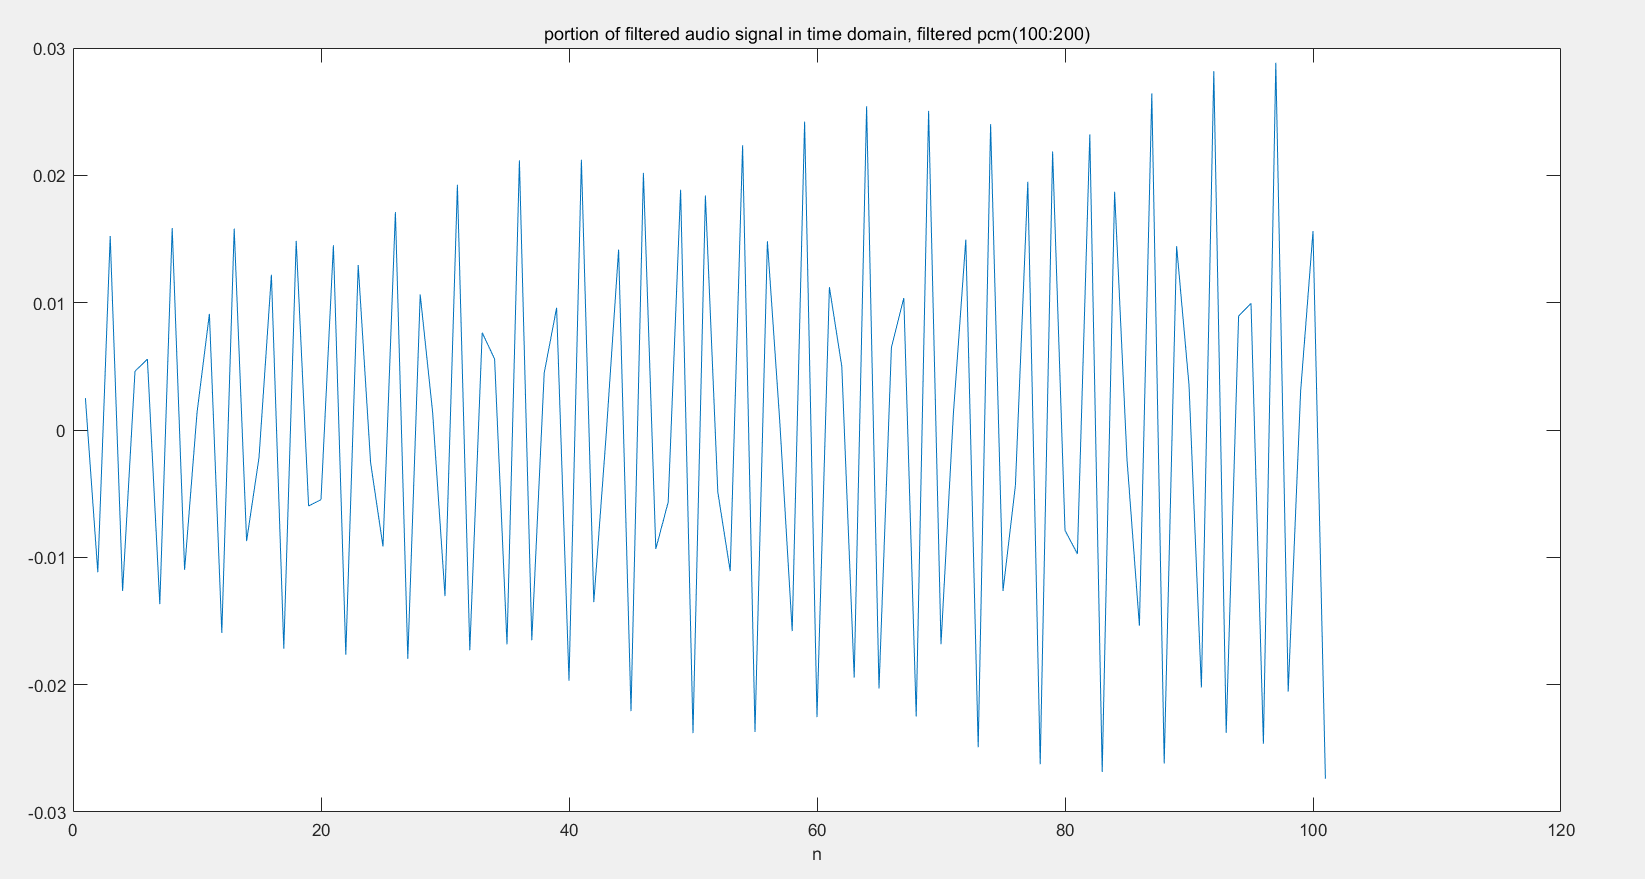 portion of filtered audio signal in time domain, filtered pcm(100:200)
0.03
0.02
0.01
0
-0.01
-0.02
-0.03
0 20 40 60 80 100 120
n